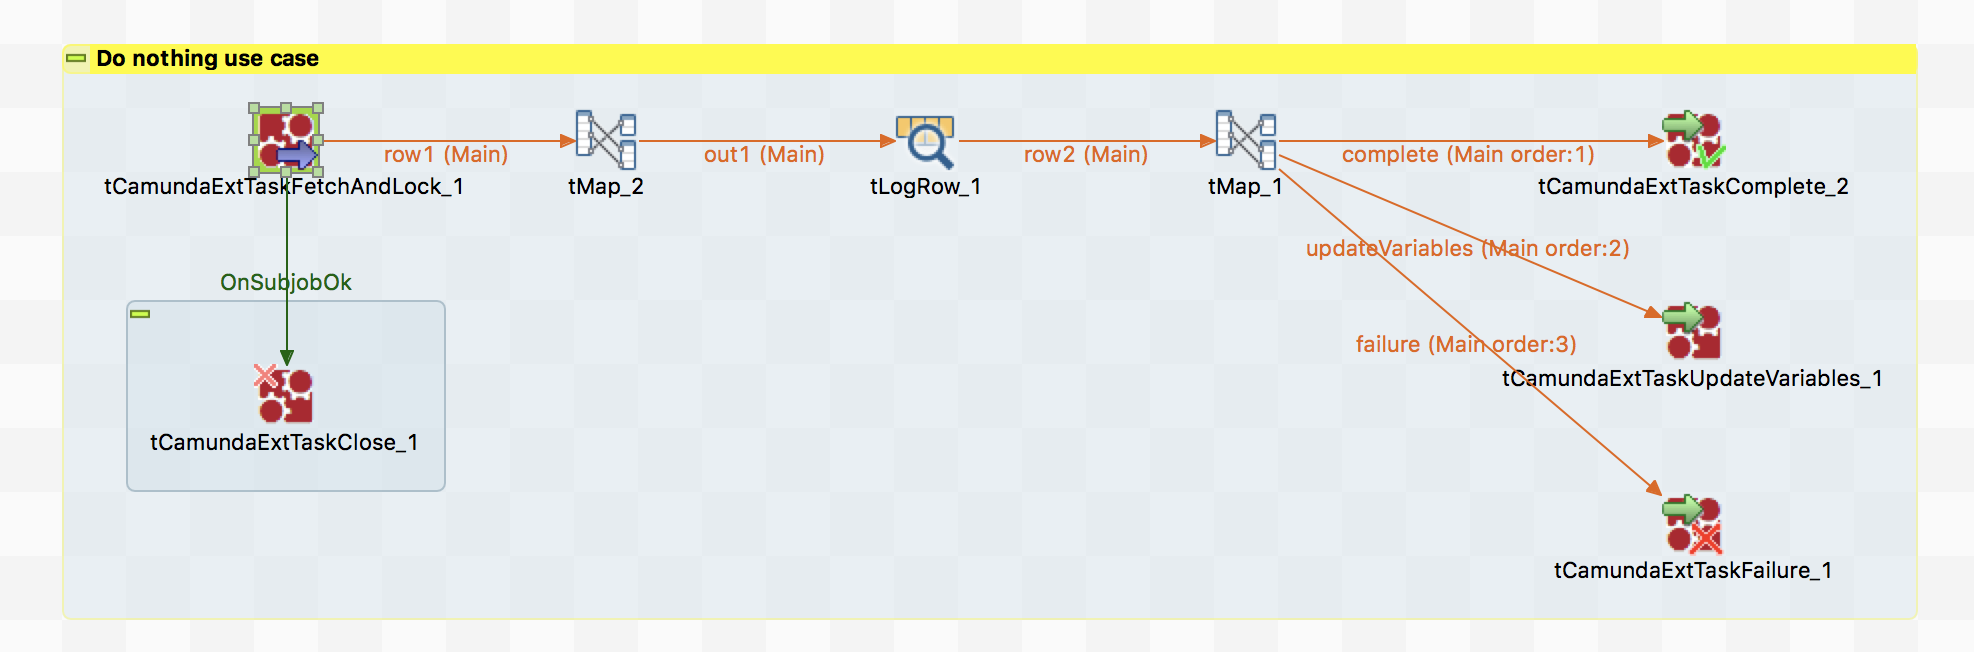 Do nothing use case
row1 (Main)
out1 (Main)
row2 (Main)
complete (Main order:1)
tCamundaExtTaskFetchAndLock_1
tMap_2
tLogRow_1
tMap_1
tCamundaExtTaskComplete_2
updateVariables (Main order:2)
OnSubjobOk
failure (Main order:3)
tCamundaExtTaskUpdateVariables_1
tCamundaExtTaskClose_1
tCamundaExtTaskFailure_1